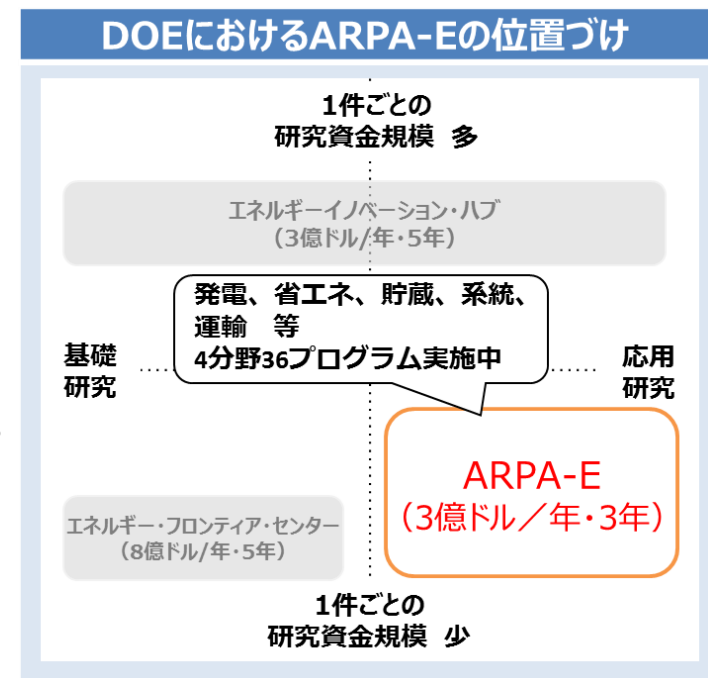 DOEにおけるARPA-Eの位置づけ
1件ごとの
研究資金規模 多
エネルギーイノベーション・ハブ
（3億ドル/年・5年）
発電、省エネ、貯蔵、系統、
運輸 等
4分野36プログラム実施中
基礎
研究
応用
研究
ARPA-E
（3億ドル／年・3年）
エネルギー・フロンティア・センター
（8億ドル/年・5年）
1件ごとの
研究資金規模 少